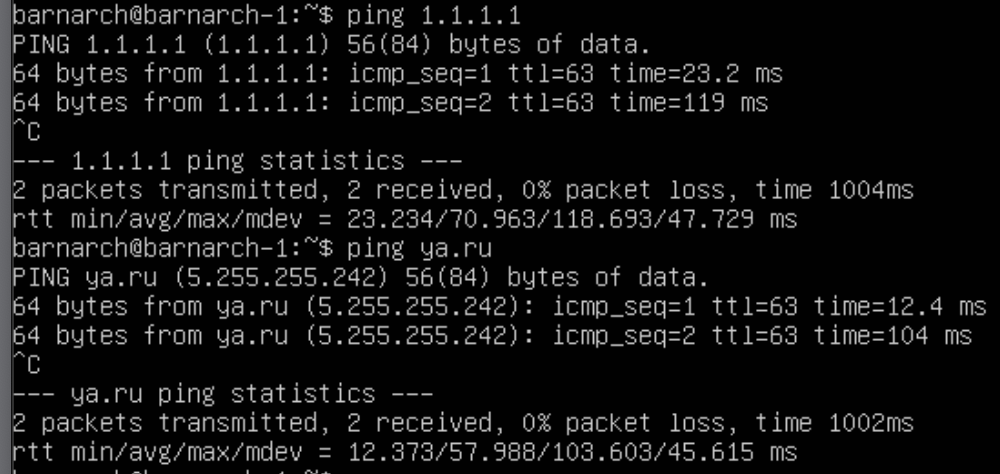 barnarch@barnarch-1:~$ ping 1.1.1.1
PING 1.1.1.1 (1.1.1.1) 56(84) bytes of data.
64 bytes from 1.1.1.1: icmp_seq=1 ttl=63 time=23.2 ms
64 bytes from 1.1.1.1: icmp_seq=2 ttl=63 time=119 ms
^C
--- 1.1.1.1 ping statistics ---
2 packets transmitted, 2 received, 0% packet loss, time 1004ms
rtt min/avg/max/mdev = 23.234/70.963/118.693/47.729 ms
barnarch@barnarch-1:~$ ping ya.ru
PING ya.ru (5.255.255.242) 56(84) bytes of data.
64 bytes from ya.ru (5.255.255.242): icmp_seq=1 ttl=63 time=12.4 ms
64 bytes from ya.ru (5.255.255.242): icmp_seq=2 ttl=63 time=104 ms
^C
--- ya.ru ping statistics ---
2 packets transmitted, 2 received, 0% packet loss, time 1002ms
rtt min/avg/max/mdev = 12.373/57.988/103.603/45.615 ms